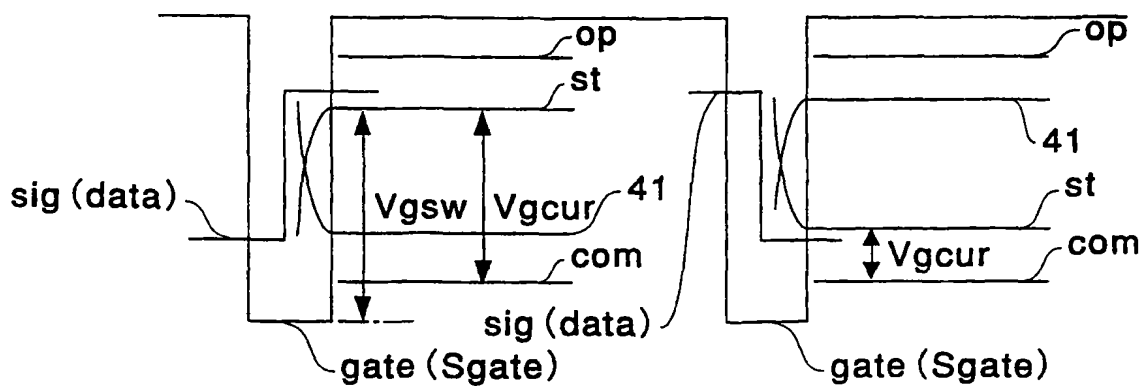 op
st
sig (data)
Vgsw
Vgcur
41
com
gate (Sgate)
op
41
st
Vgcur
com
sig (data)
gate (Sgate)